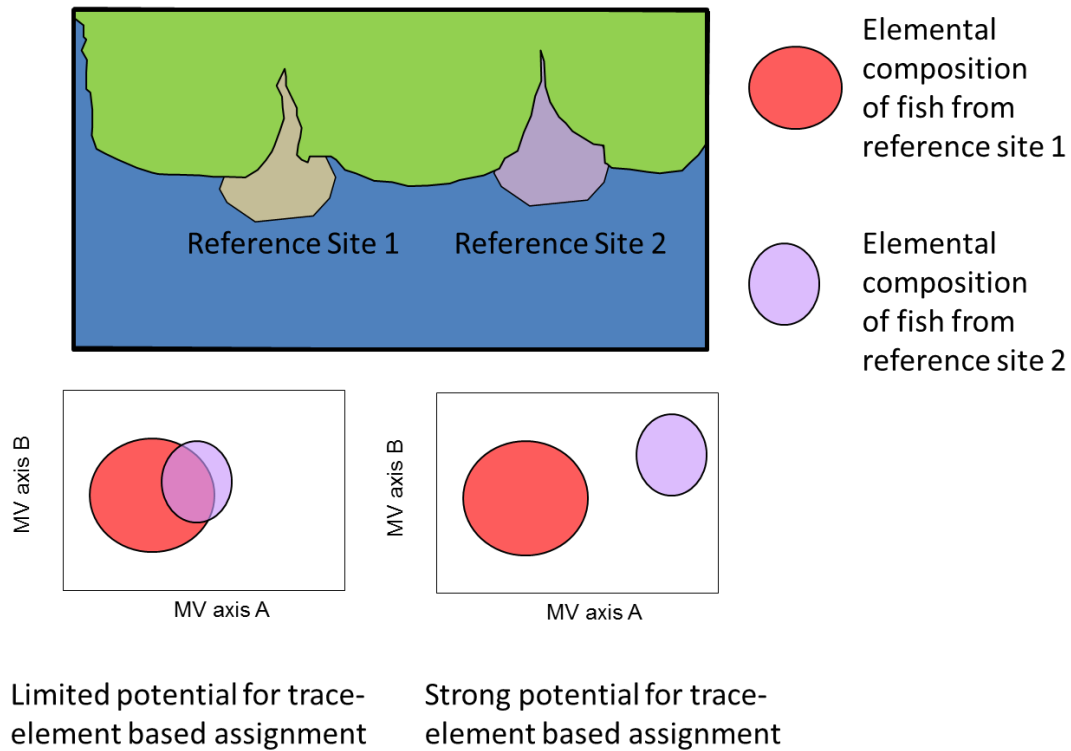 Reference Site 1
Reference Site 2
Elemental
composition
of fish from
reference site 1
Elemental
composition
of fish from
reference site 2
MV axis B
MV axis A
MV axis B
MV axis A
Limited potential for trace-
element based assignment
Strong potential for trace-
element based assignment